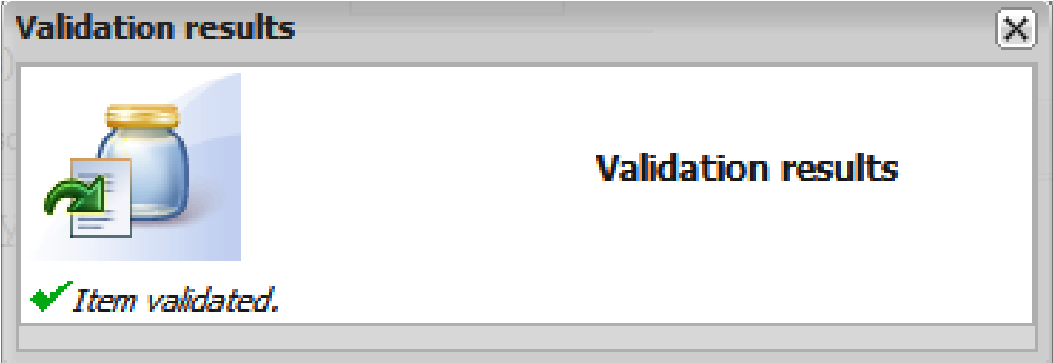 Validation results
Validation results
Item validated.